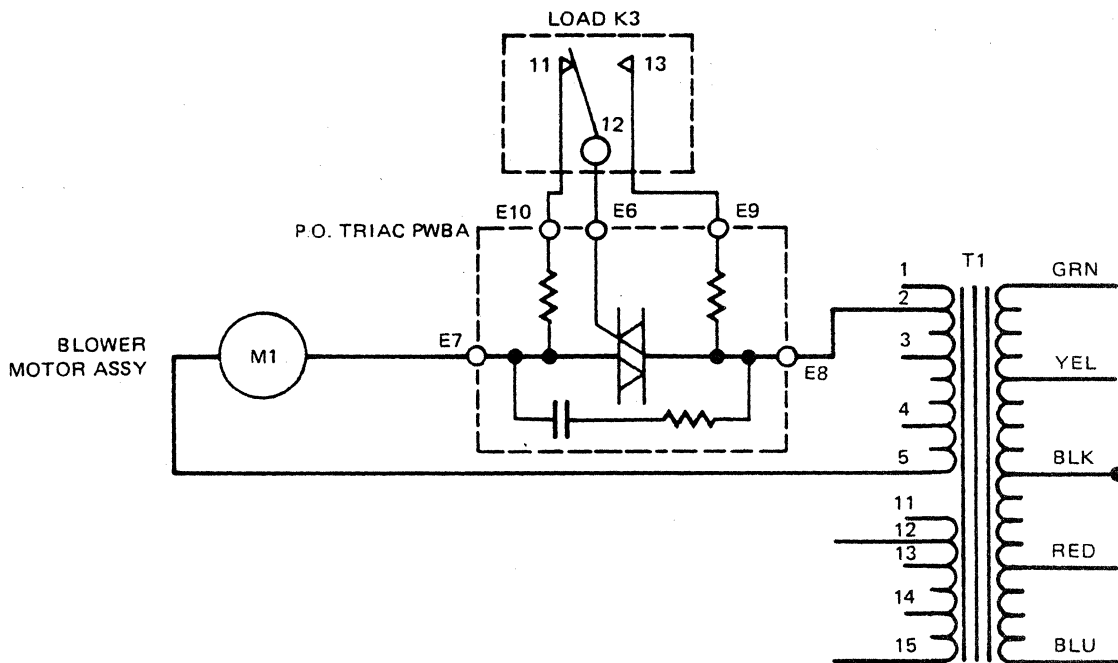 LOAD K3
11
13
12
E10
E6
E9
P.O. TRIAC PWBA
BLOWER
MOTOR ASSY
M1
E7
E8
T1
1
2
3
4
5
11
12
13
14
15
GRN
YEL
BLK
RED
BLU